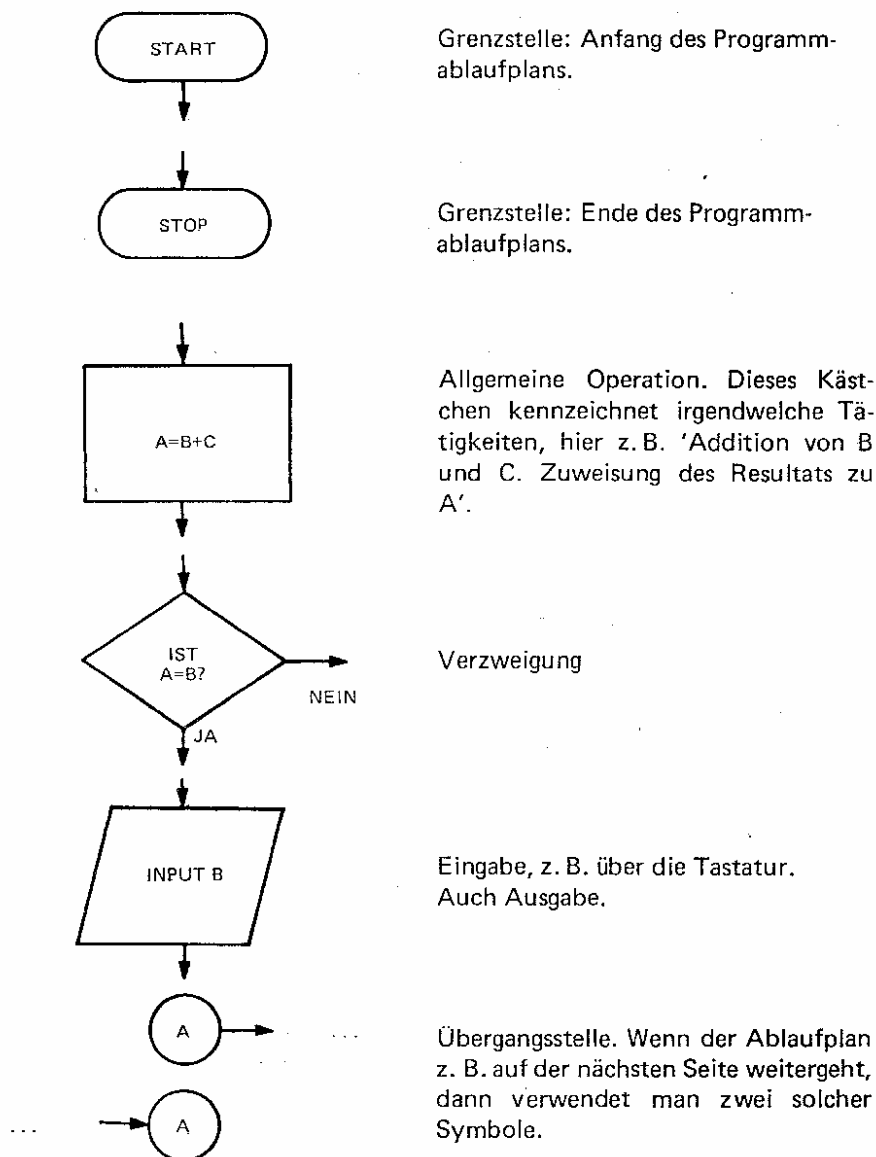 START
Grenzstelle: Anfang des Programm-
ablaufplans.
STOP
Grenzstelle: Ende des Programm-
ablaufplans.
A=B+C
Allgemeine Operation. Dieses Käst-
chen kennzeichnet irgendwelche Tä-
tigkeiten, hier z. B. 'Addition von B
und C. Zuweisung des Resultats zu
A'.
IST
A=B?
NEIN
JA
Verzweigung
INPUT B
Eingabe, z. B. über die Tastatur.
Auch Ausgabe.
A ...
Übergangsstelle. Wenn der Ablaufplan
z. B. auf der nächsten Seite weitergeht,
dann verwendet man zwei solcher
Symbole.
... A